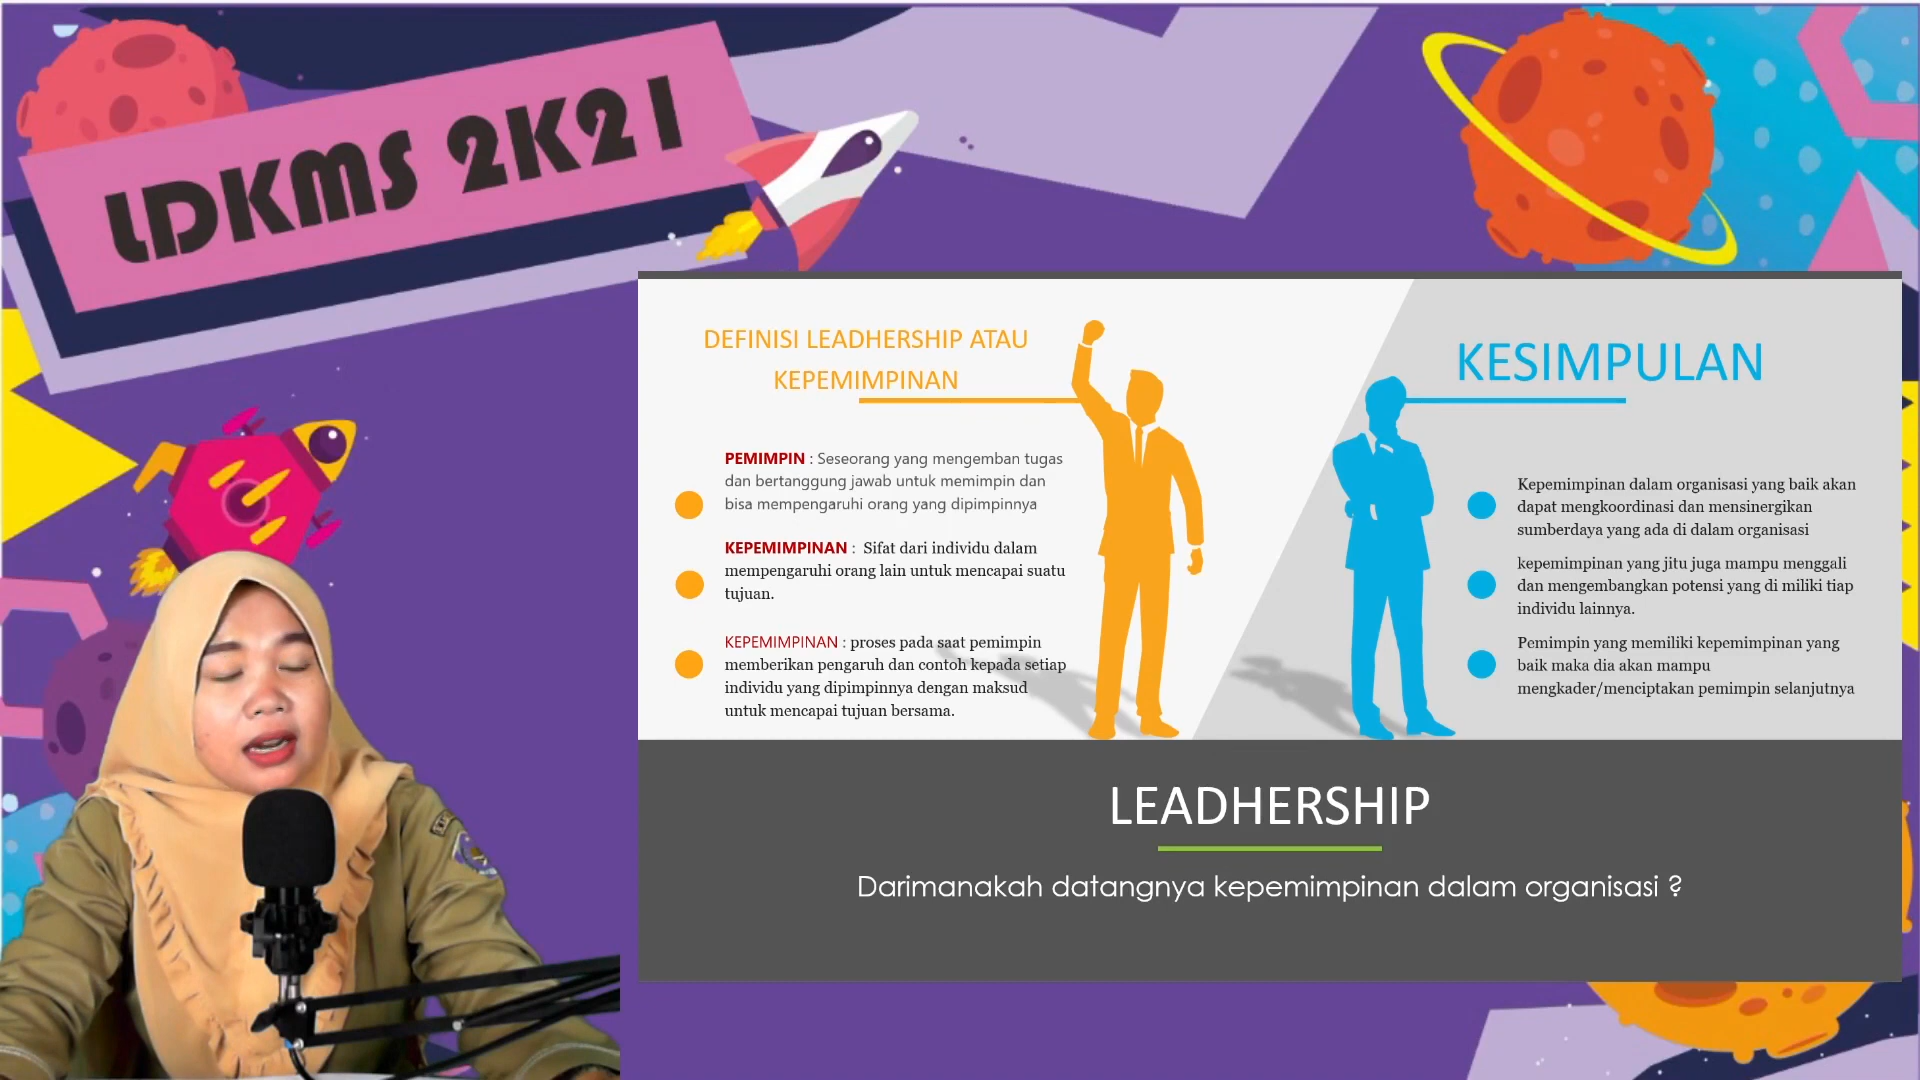 LDKMS 2K21
DEFINISI LEADHERSHIP ATAU
KEPEMIMPINAN
PEMIMPIN : Seseorang yang mengemban tugas
dan bertanggung jawab untuk memimpin dan
bisa mempengaruhi orang yang dipimpinnya
KEPEMIMPINAN : Sifat dari individu dalam
mempengaruhi orang lain untuk mencapai suatu
tujuan.
KEPEMIMPINAN : proses pada saat pemimpin
memberikan pengaruh dan contoh kepada setiap
individu yang dipimpinnya dengan maksud
untuk mencapai tujuan bersama.
KESIMPULAN
Kepemimpinan dalam organisasi yang baik akan
dapat mengkoordinasi dan mensinergikan
sumberdaya yang ada di dalam organisasi
kepemimpinan yang jitu juga mampu menggali
dan mengembangkan potensi yang di miliki tiap
individu lainnya.
Pemimpin yang memiliki kepemimpinan yang
baik maka dia akan mampu
mengkader/menciptakan pemimpin selanjutnya
LEADHERSHIP
Darimanakah datangnya kepemimpinan dalam organisasi ?